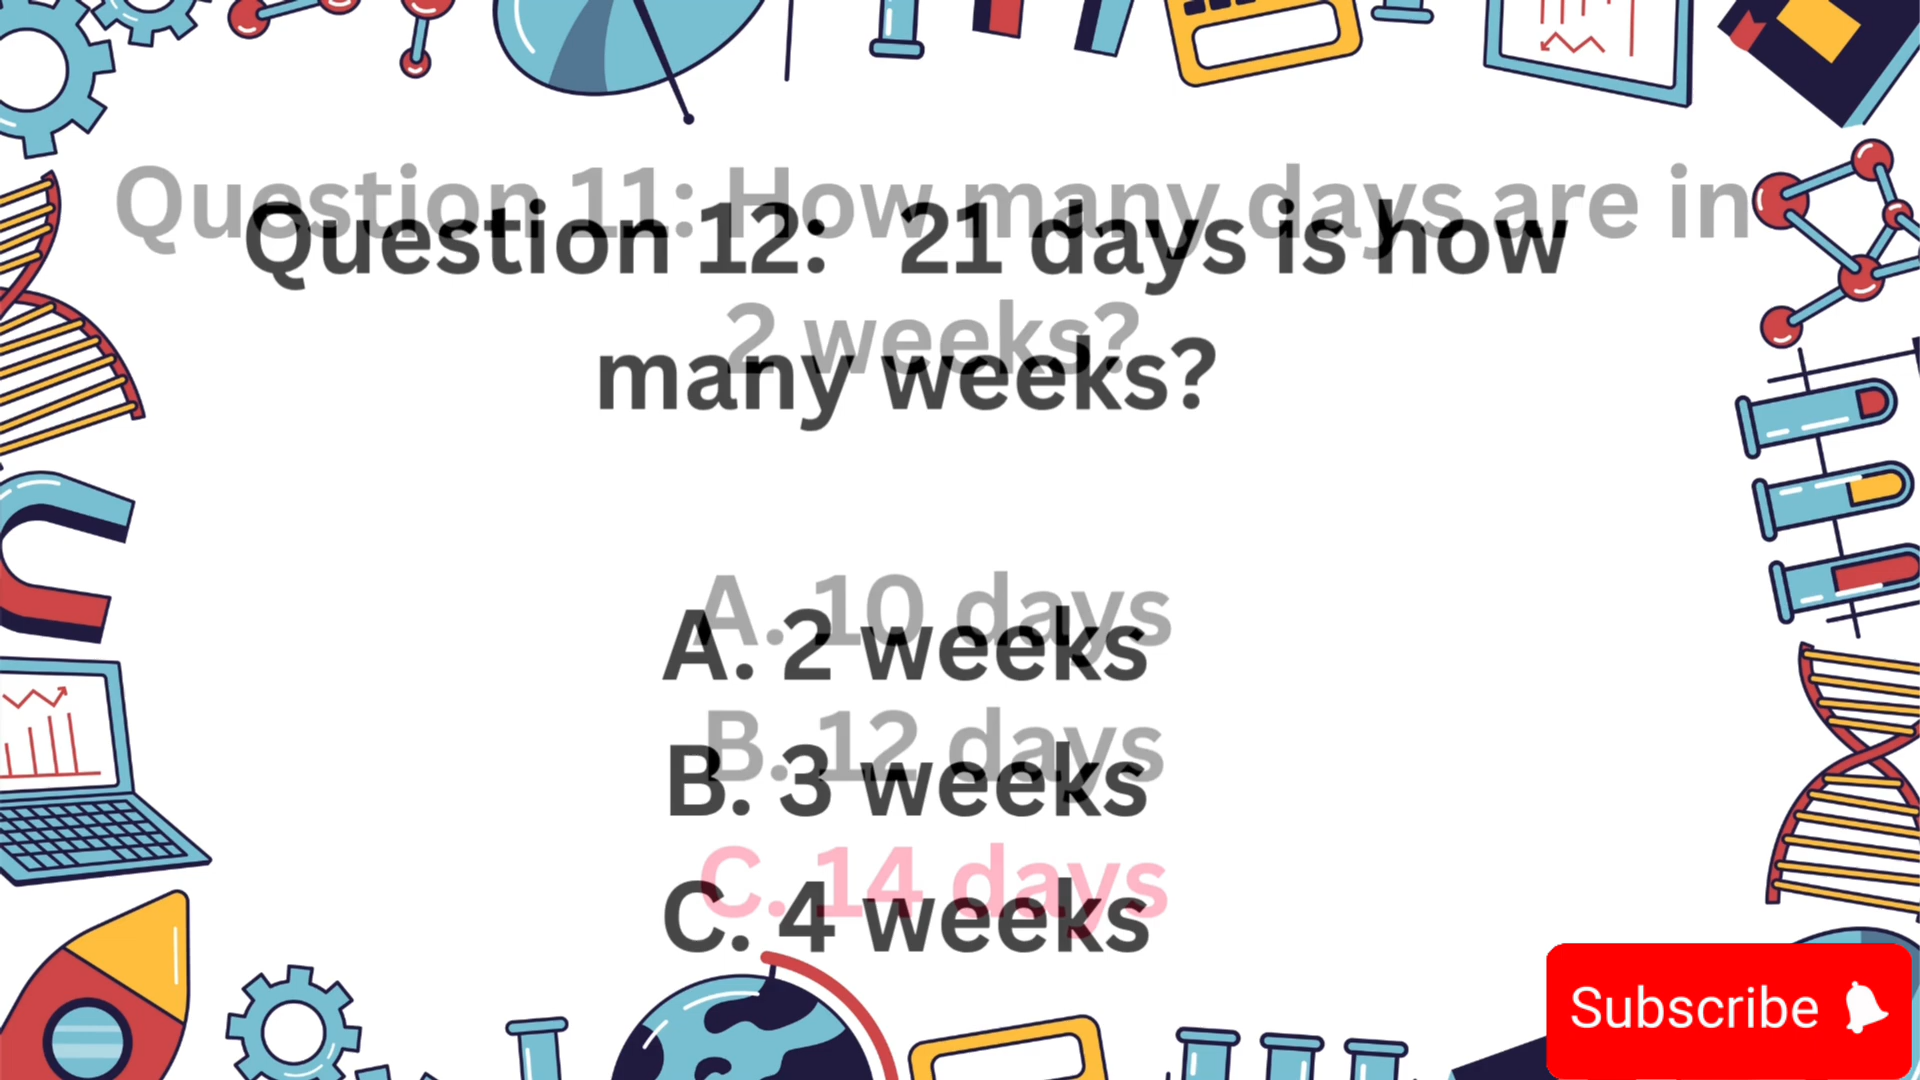 Question 11: How many days are in
2 weeks?
A. 10 days
B. 12 days
C. 14 days
Question 12: 21 days is how
many weeks?
A. 2 weeks
B. 3 weeks
C. 4 weeks
Subscribe